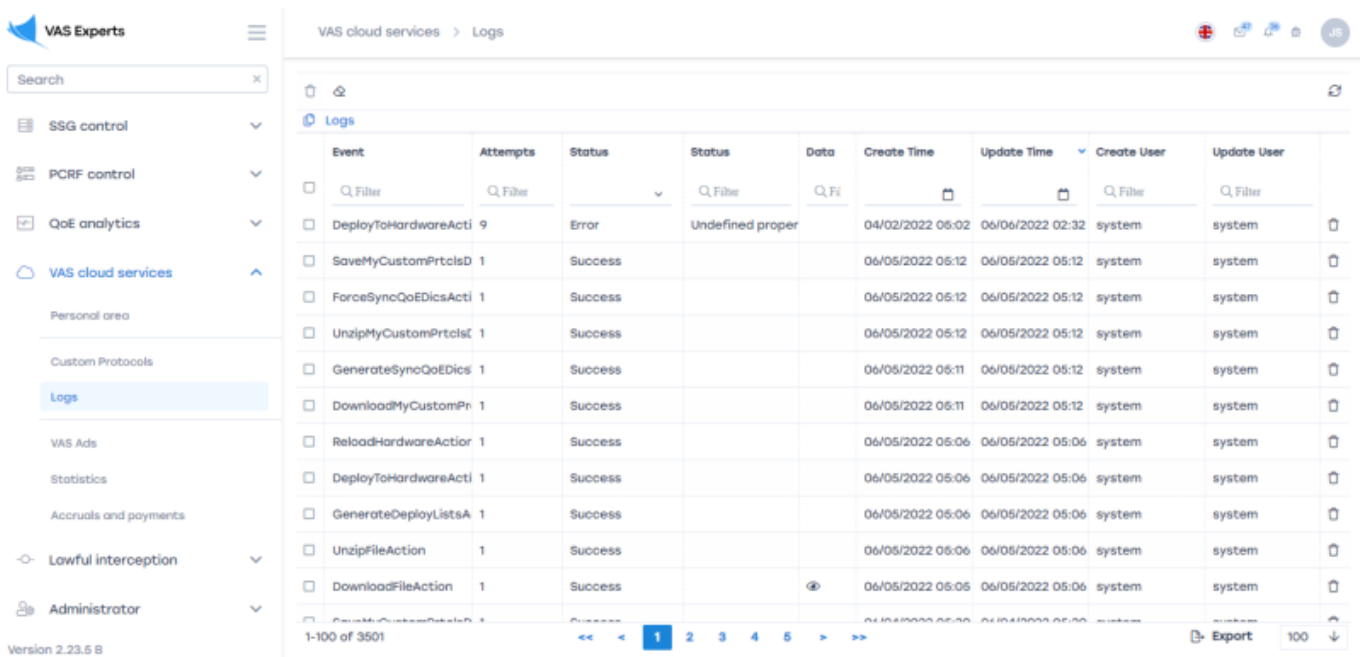 VAS Experts
VAS cloud services > Logs
JS
Search
SSG control
PCRF control
QoE analytics
VAS cloud services
Personal area
Custom Protocols
Logs
VAS Ads
Statistics
Accruals and payments
Lawful interception
Administrator
Version 2.23.5 B
Logs
Event Attempts Status Status Data Create Time Update Time Create User Update User
Filter Filter Filter Fi Filter Filter
DeployToHardwareActi 9 Error Undefined proper 04/02/2022 05:02 06/06/2022 02:32 system system
SaveMyCustomPrtclsD 1 Success 06/05/2022 05:12 06/05/2022 05:12 system system
ForceSyncQoEDicsActi 1 Success 06/05/2022 05:12 06/05/2022 05:12 system system
UnzipMyCustomPrtclsD 1 Success 06/05/2022 05:12 06/05/2022 05:12 system system
GenerateSyncQoEDics 1 Success 06/05/2022 05:11 06/05/2022 05:12 system system
DownloadMyCustomPr 1 Success 06/05/2022 05:11 06/05/2022 05:12 system system
ReloadHardwareAction 1 Success 06/05/2022 05:06 06/05/2022 05:06 system system
DeployToHardwareActi 1 Success 06/05/2022 05:06 06/05/2022 05:06 system system
GenerateDeployListsA 1 Success 06/05/2022 05:06 06/05/2022 05:06 system system
UnzipFileAction 1 Success 06/05/2022 05:06 06/05/2022 05:06 system system
DownloadFileAction 1 Success 06/05/2022 05:05 06/05/2022 05:06 system system
1-100 of 3501 << < 1 2 3 4 5 > >> Export 100